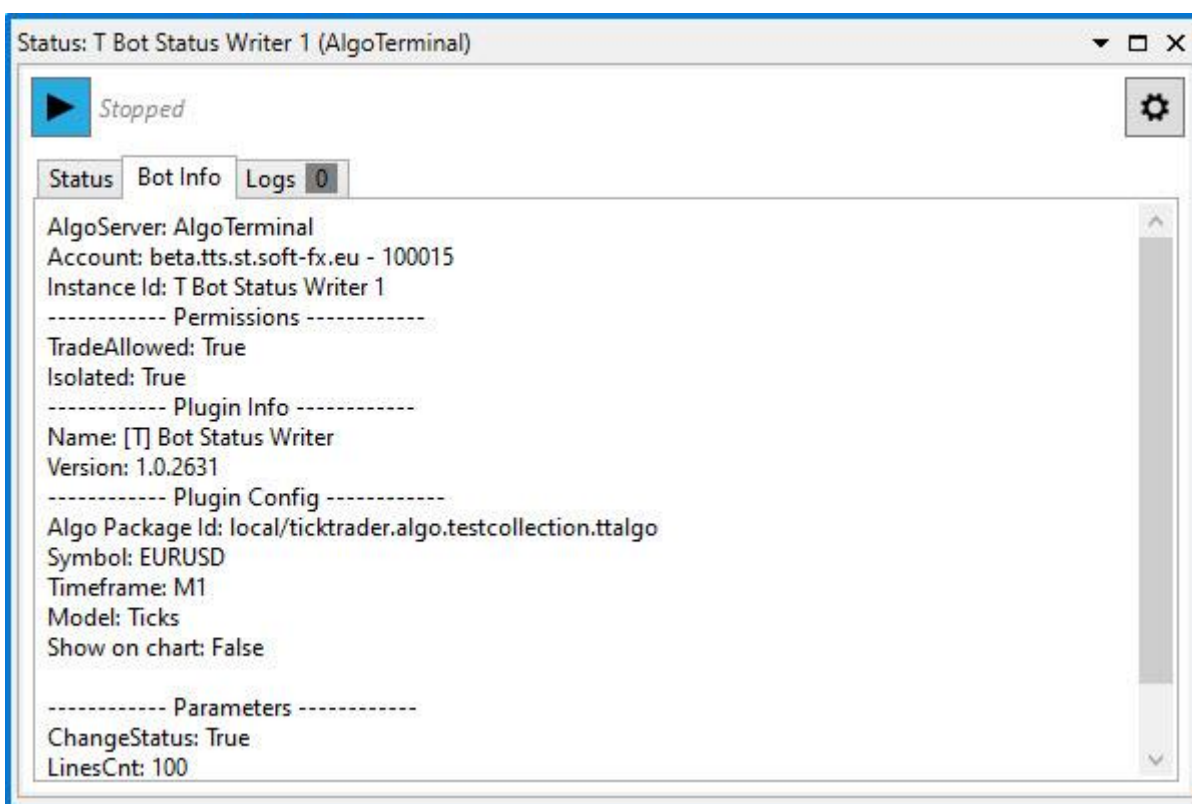 Status: T Bot Status Writer 1 (AlgoTerminal)
Stopped
Status Bot Info Logs 0
AlgoServer: AlgoTerminal
Account: beta.tts.st.soft-fx.eu - 100015
Instance Id: T Bot Status Writer 1
------------ Permissions ------------
TradeAllowed: True
Isolated: True
------------ Plugin Info ------------
Name: [T] Bot Status Writer
Version: 1.0.2631
------------ Plugin Config ------------
Algo Package Id: local/ticktrader.algo.testcollection.ttalgo
Symbol: EURUSD
Timeframe: M1
Model: Ticks
Show on chart: False
------------ Parameters ------------
ChangeStatus: True
LinesCnt: 100